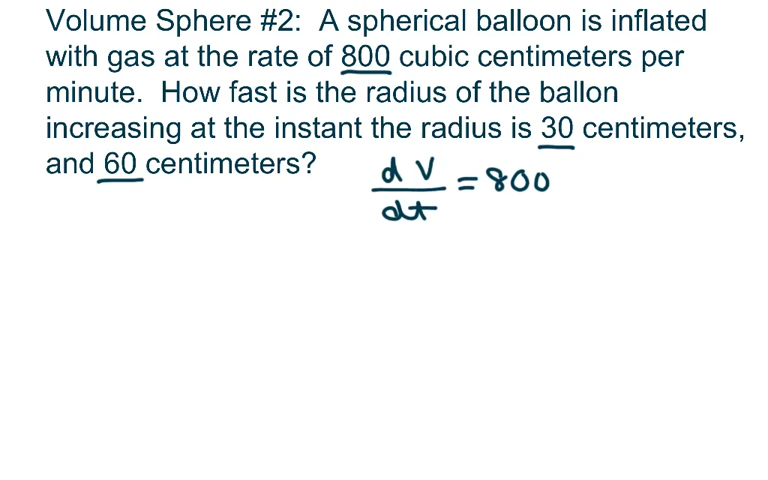 Volume Sphere #2: A spherical balloon is inflated
with gas at the rate of 800 cubic centimeters per
minute. How fast is the radius of the ballon
increasing at the instant the radius is 30 centimeters,
and 60 centimeters?
dV/dt = 800